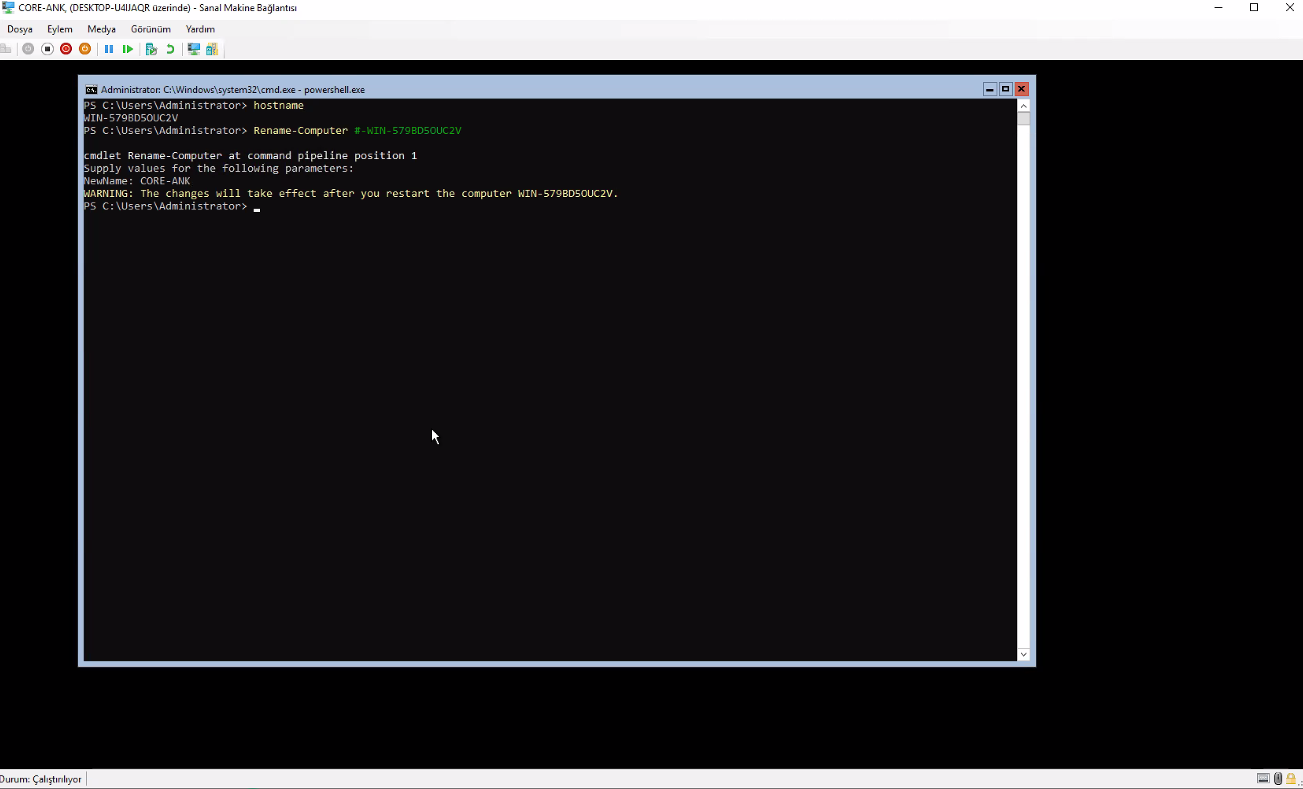 CORE-ANK, (DESKTOP-U4IJAQR üzerinde) - Sanal Makine Bağlantısı
Dosya Eylem Medya Görünüm Yardım
Administrator: C:\Windows\system32\cmd.exe - powershell.exe
PS C:\Users\Administrator> hostname
WIN-579BD5OUC2V
PS C:\Users\Administrator> Rename-Computer #-WIN-579BD5OUC2V
cmdlet Rename-Computer at command pipeline position 1
Supply values for the following parameters:
NewName: CORE-ANK
WARNING: The changes will take effect after you restart the computer WIN-579BD5OUC2V.
PS C:\Users\Administrator>
Durum: Çalıştırılıyor